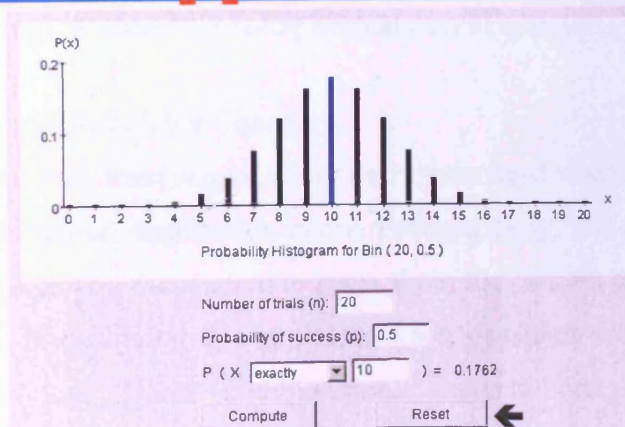 P(x)
0.2
0.1
0
0 1 2 3 4 5 6 7 8 9 10 11 12 13 14 15 16 17 18 19 20 x
Probability Histogram for Bin ( 20, 0.5 )
Number of trials (n): 20
Probability of success (p): 0.5
P ( X exactly 10 ) = 0.1762
Compute Reset